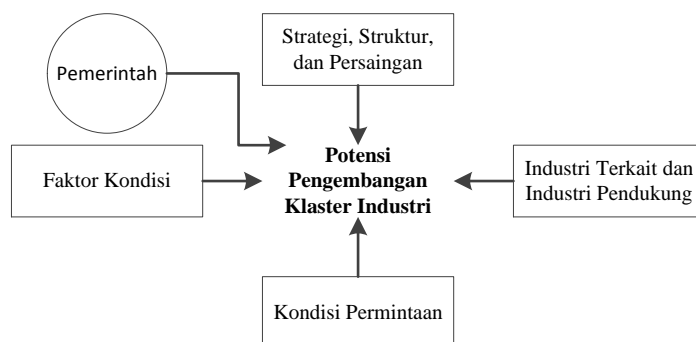 Pemerintah
Strategi, Struktur,
dan Persaingan
Faktor Kondisi
Potensi
Pengembangan
Klaster Industri
Industri Terkait dan
Industri Pendukung
Kondisi Permintaan